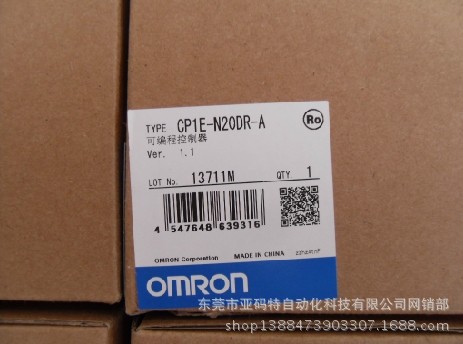 TYPE CP1E-N20DR-A
Ro
可编程控制器
Ver. 1.1
LOT No. 13711M QTY 1
4 547648 639316
OMRON Corporation MADE IN CHINA
OMRON
东莞市亚码特自动化科技有限公司网销部
shop1388473903307.1688.com